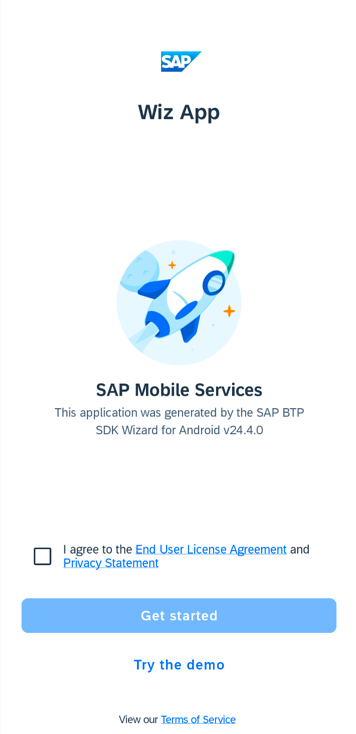 SAP
Wiz App
SAP Mobile Services
This application was generated by the SAP BTP
SDK Wizard for Android v24.4.0
I agree to the End User License Agreement and
Privacy Statement
Get started
Try the demo
View our Terms of Service